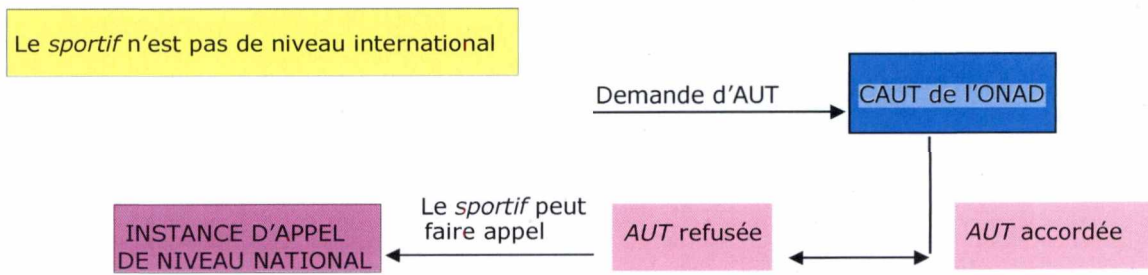 Le sportif n'est pas de niveau international
Demande d'AUT
CAUT de l'ONAD
Le sportif peut
faire appel
INSTANCE D'APPEL
DE NIVEAU NATIONAL
AUT refusée
AUT accordée